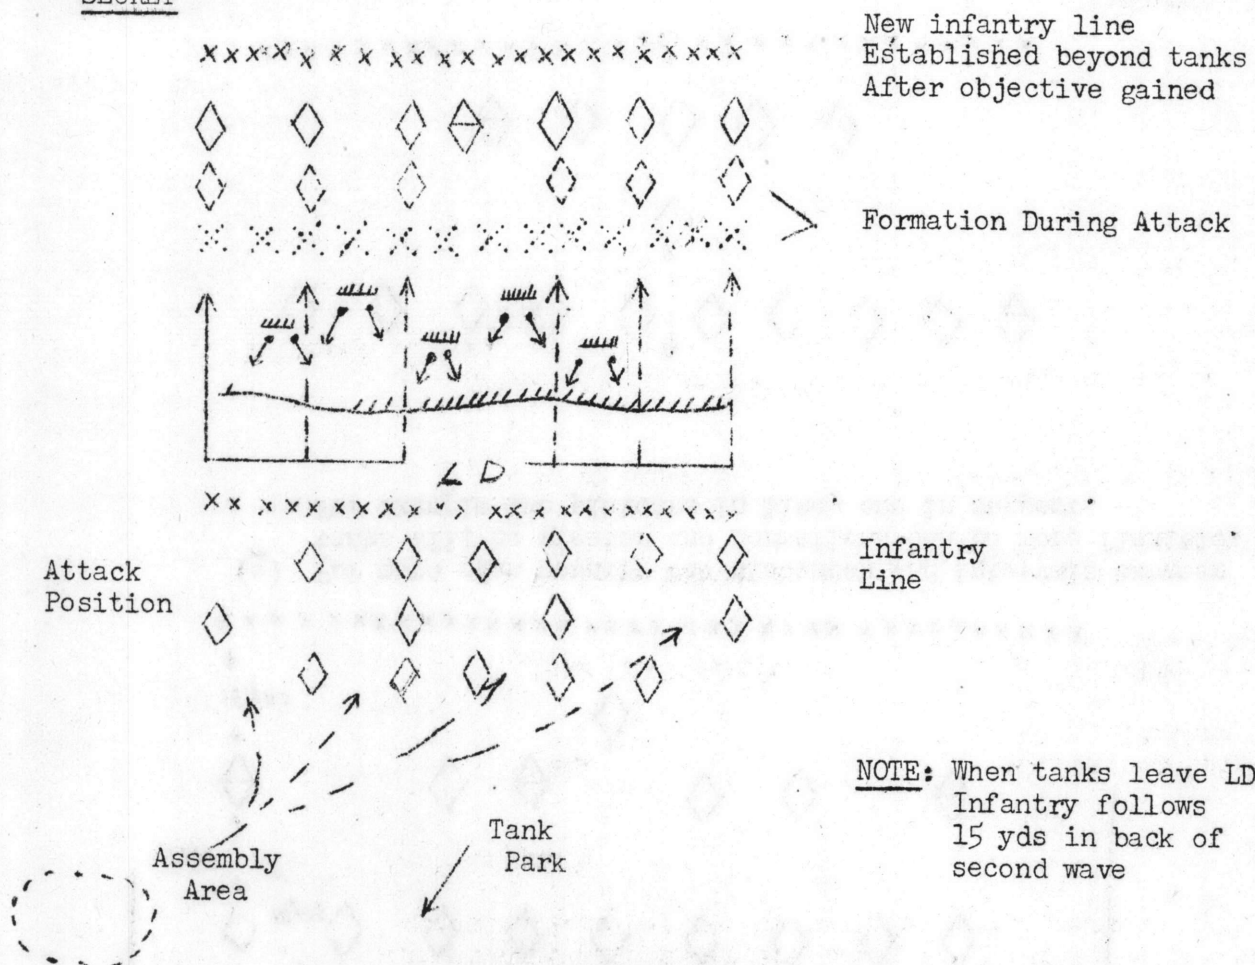 SECRET
New infantry line
Established beyond tanks
After objective gained
Formation During Attack
LD
Attack
Position
Infantry
Line
NOTE: When tanks leave LD
Infantry follows
15 yds in back of
second wave
Tank
Park
Assembly
Area